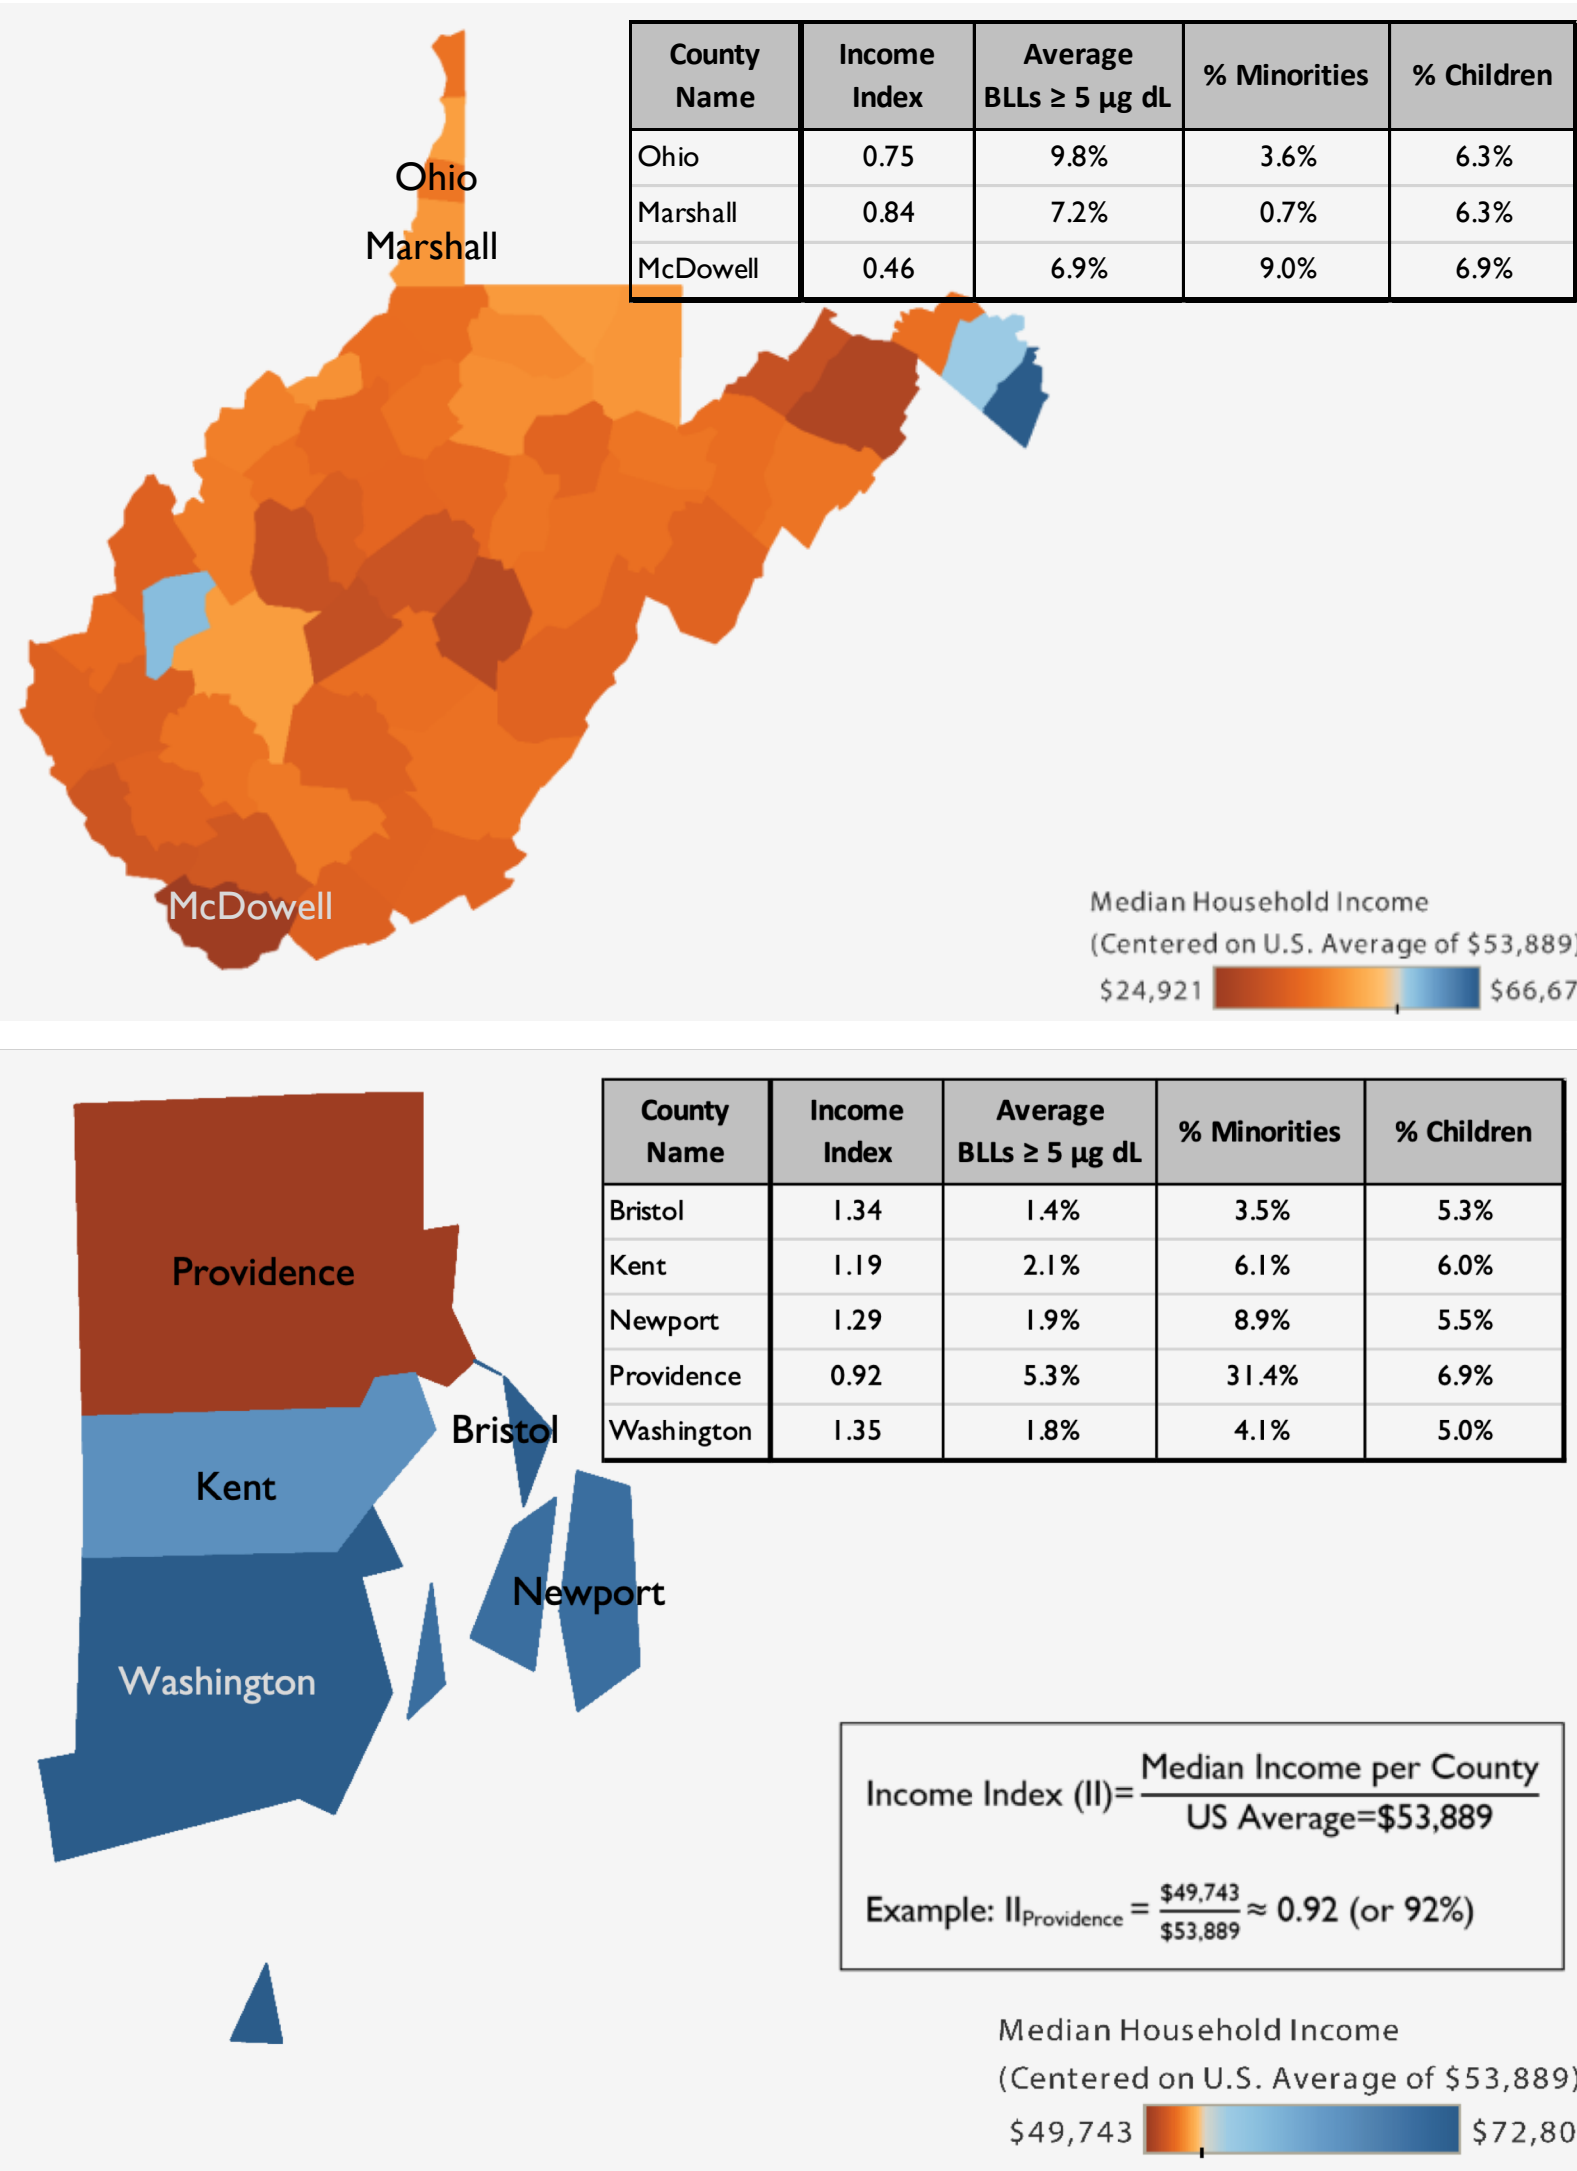 County Name | Income Index | Average BLLs ≥ 5 µg dL | % Minorities | % Children
Ohio | 0.75 | 9.8% | 3.6% | 6.3%
Marshall | 0.84 | 7.2% | 0.7% | 6.3%
McDowell | 0.46 | 6.9% | 9.0% | 6.9%
Ohio
Marshall
McDowell
Median Household Income
(Centered on U.S. Average of $53,889)
$24,921 $66,67
County Name | Income Index | Average BLLs ≥ 5 µg dL | % Minorities | % Children
Bristol | 1.34 | 1.4% | 3.5% | 5.3%
Kent | 1.19 | 2.1% | 6.1% | 6.0%
Newport | 1.29 | 1.9% | 8.9% | 5.5%
Providence | 0.92 | 5.3% | 31.4% | 6.9%
Washington | 1.35 | 1.8% | 4.1% | 5.0%
Providence
Bristol
Kent
Newport
Washington
Income Index (II)= Median Income per County
US Average=$53,889
Example: II Providence = $49,743 / $53,889 ≈ 0.92 (or 92%)
Median Household Income
(Centered on U.S. Average of $53,889)
$49,743 $72,80